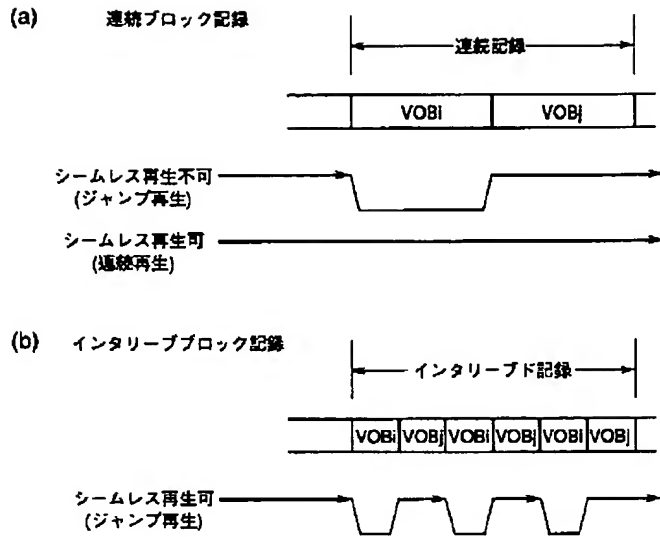 (a) 連続ブロック記録
連続記録
VOBi VOBj
シームレス再生不可
(ジャンプ再生)
シームレス再生可
(連続再生)
(b) インタリーブブロック記録
インタリーブド記録
VOBi VOBj VOBi VOBj VOBi VOBj
シームレス再生可
(ジャンプ再生)